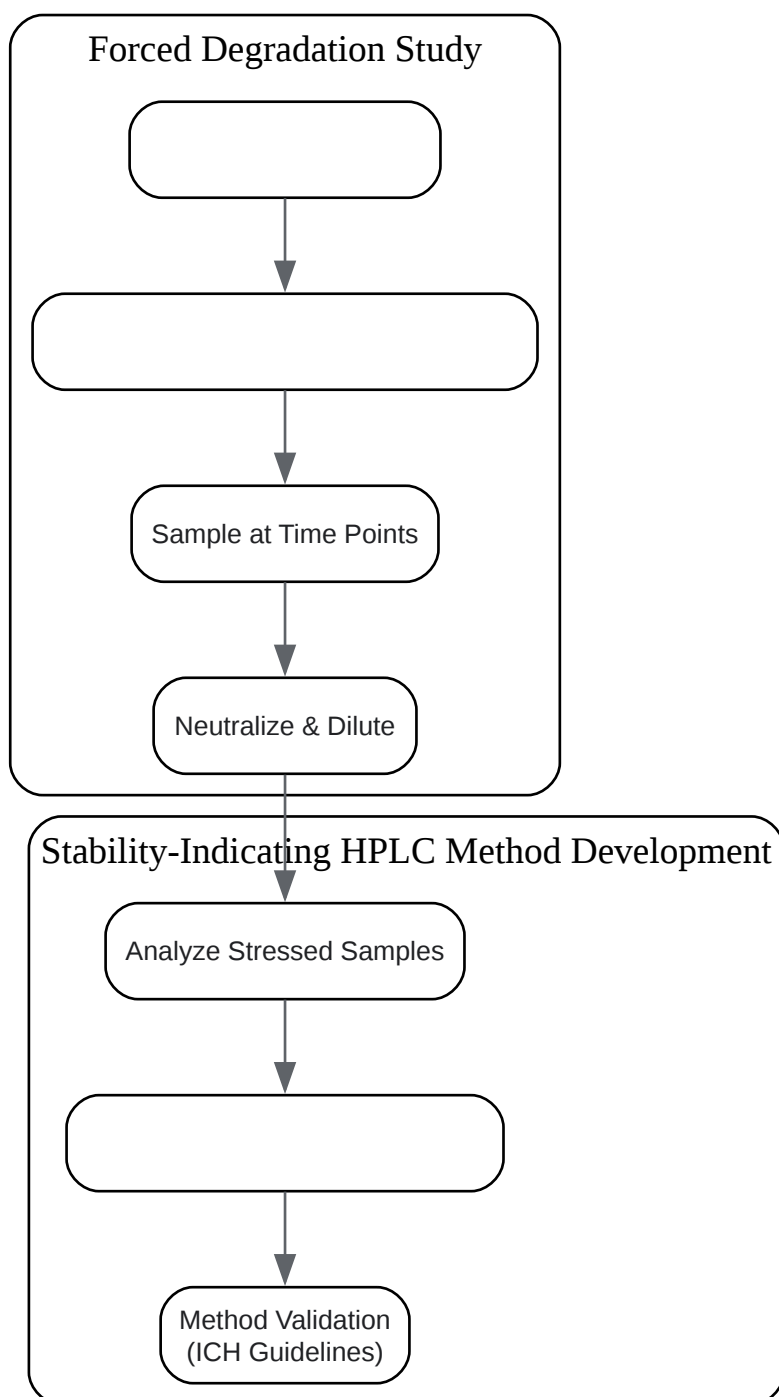 Forced Degradation Study
Sample at Time Points
Neutralize & Dilute
Stability-Indicating HPLC Method Development
Analyze Stressed Samples
Method Validation
(ICH Guidelines)